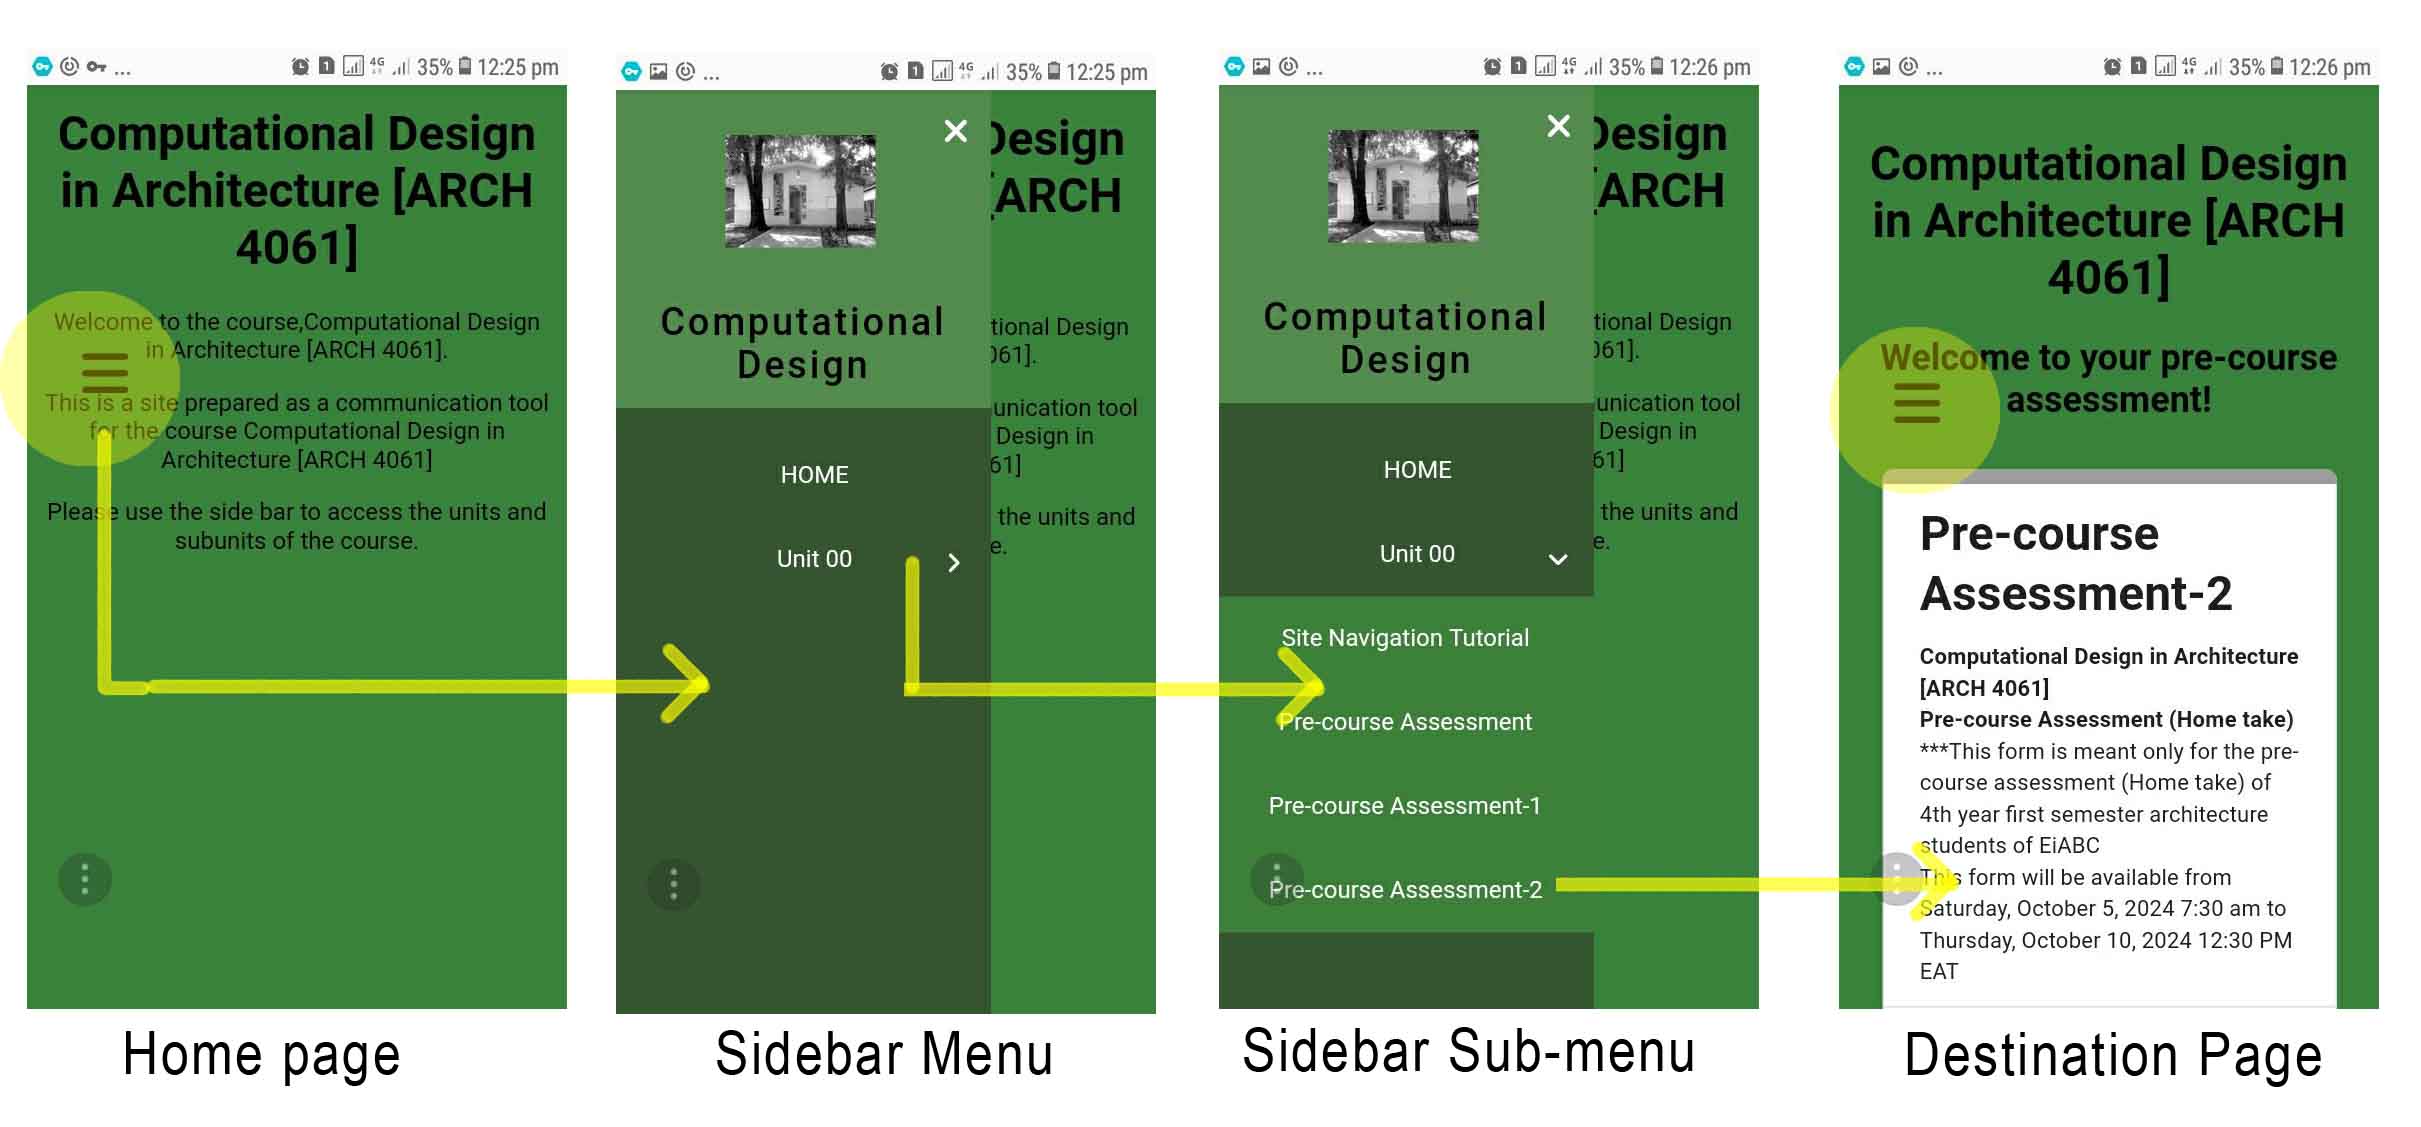 4G 35% 12:25 pm
Computational Design
in Architecture [ARCH
4061]
Welcome to the course,Computational Design
in Architecture [ARCH 4061].
This is a site prepared as a communication tool
for the course Computational Design in
Architecture [ARCH 4061]
Please use the side bar to access the units and
subunits of the course.
Home page
4G 35% 12:25 pm
Computational
Design
HOME
Unit 00
Design
[ARCH
tional Design
061].
unication tool
Design in
61]
the units and
e.
Sidebar Menu
4G 35% 12:26 pm
Computational
Design
HOME
Unit 00
Site Navigation Tutorial
Pre-course Assessment
Pre-course Assessment-1
Pre-course Assessment-2
Design
[ARCH
tional Design
061].
unication tool
Design in
61]
the units and
e.
Sidebar Sub-menu
4G 35% 12:26 pm
Computational Design
in Architecture [ARCH
4061]
Welcome to your pre-course
assessment!
Pre-course
Assessment-2
Computational Design in Architecture
[ARCH 4061]
Pre-course Assessment (Home take)
***This form is meant only for the pre-
course assessment (Home take) of
4th year first semester architecture
students of EiABC
This form will be available from
Saturday, October 5, 2024 7:30 am to
Thursday, October 10, 2024 12:30 PM
EAT
Destination Page